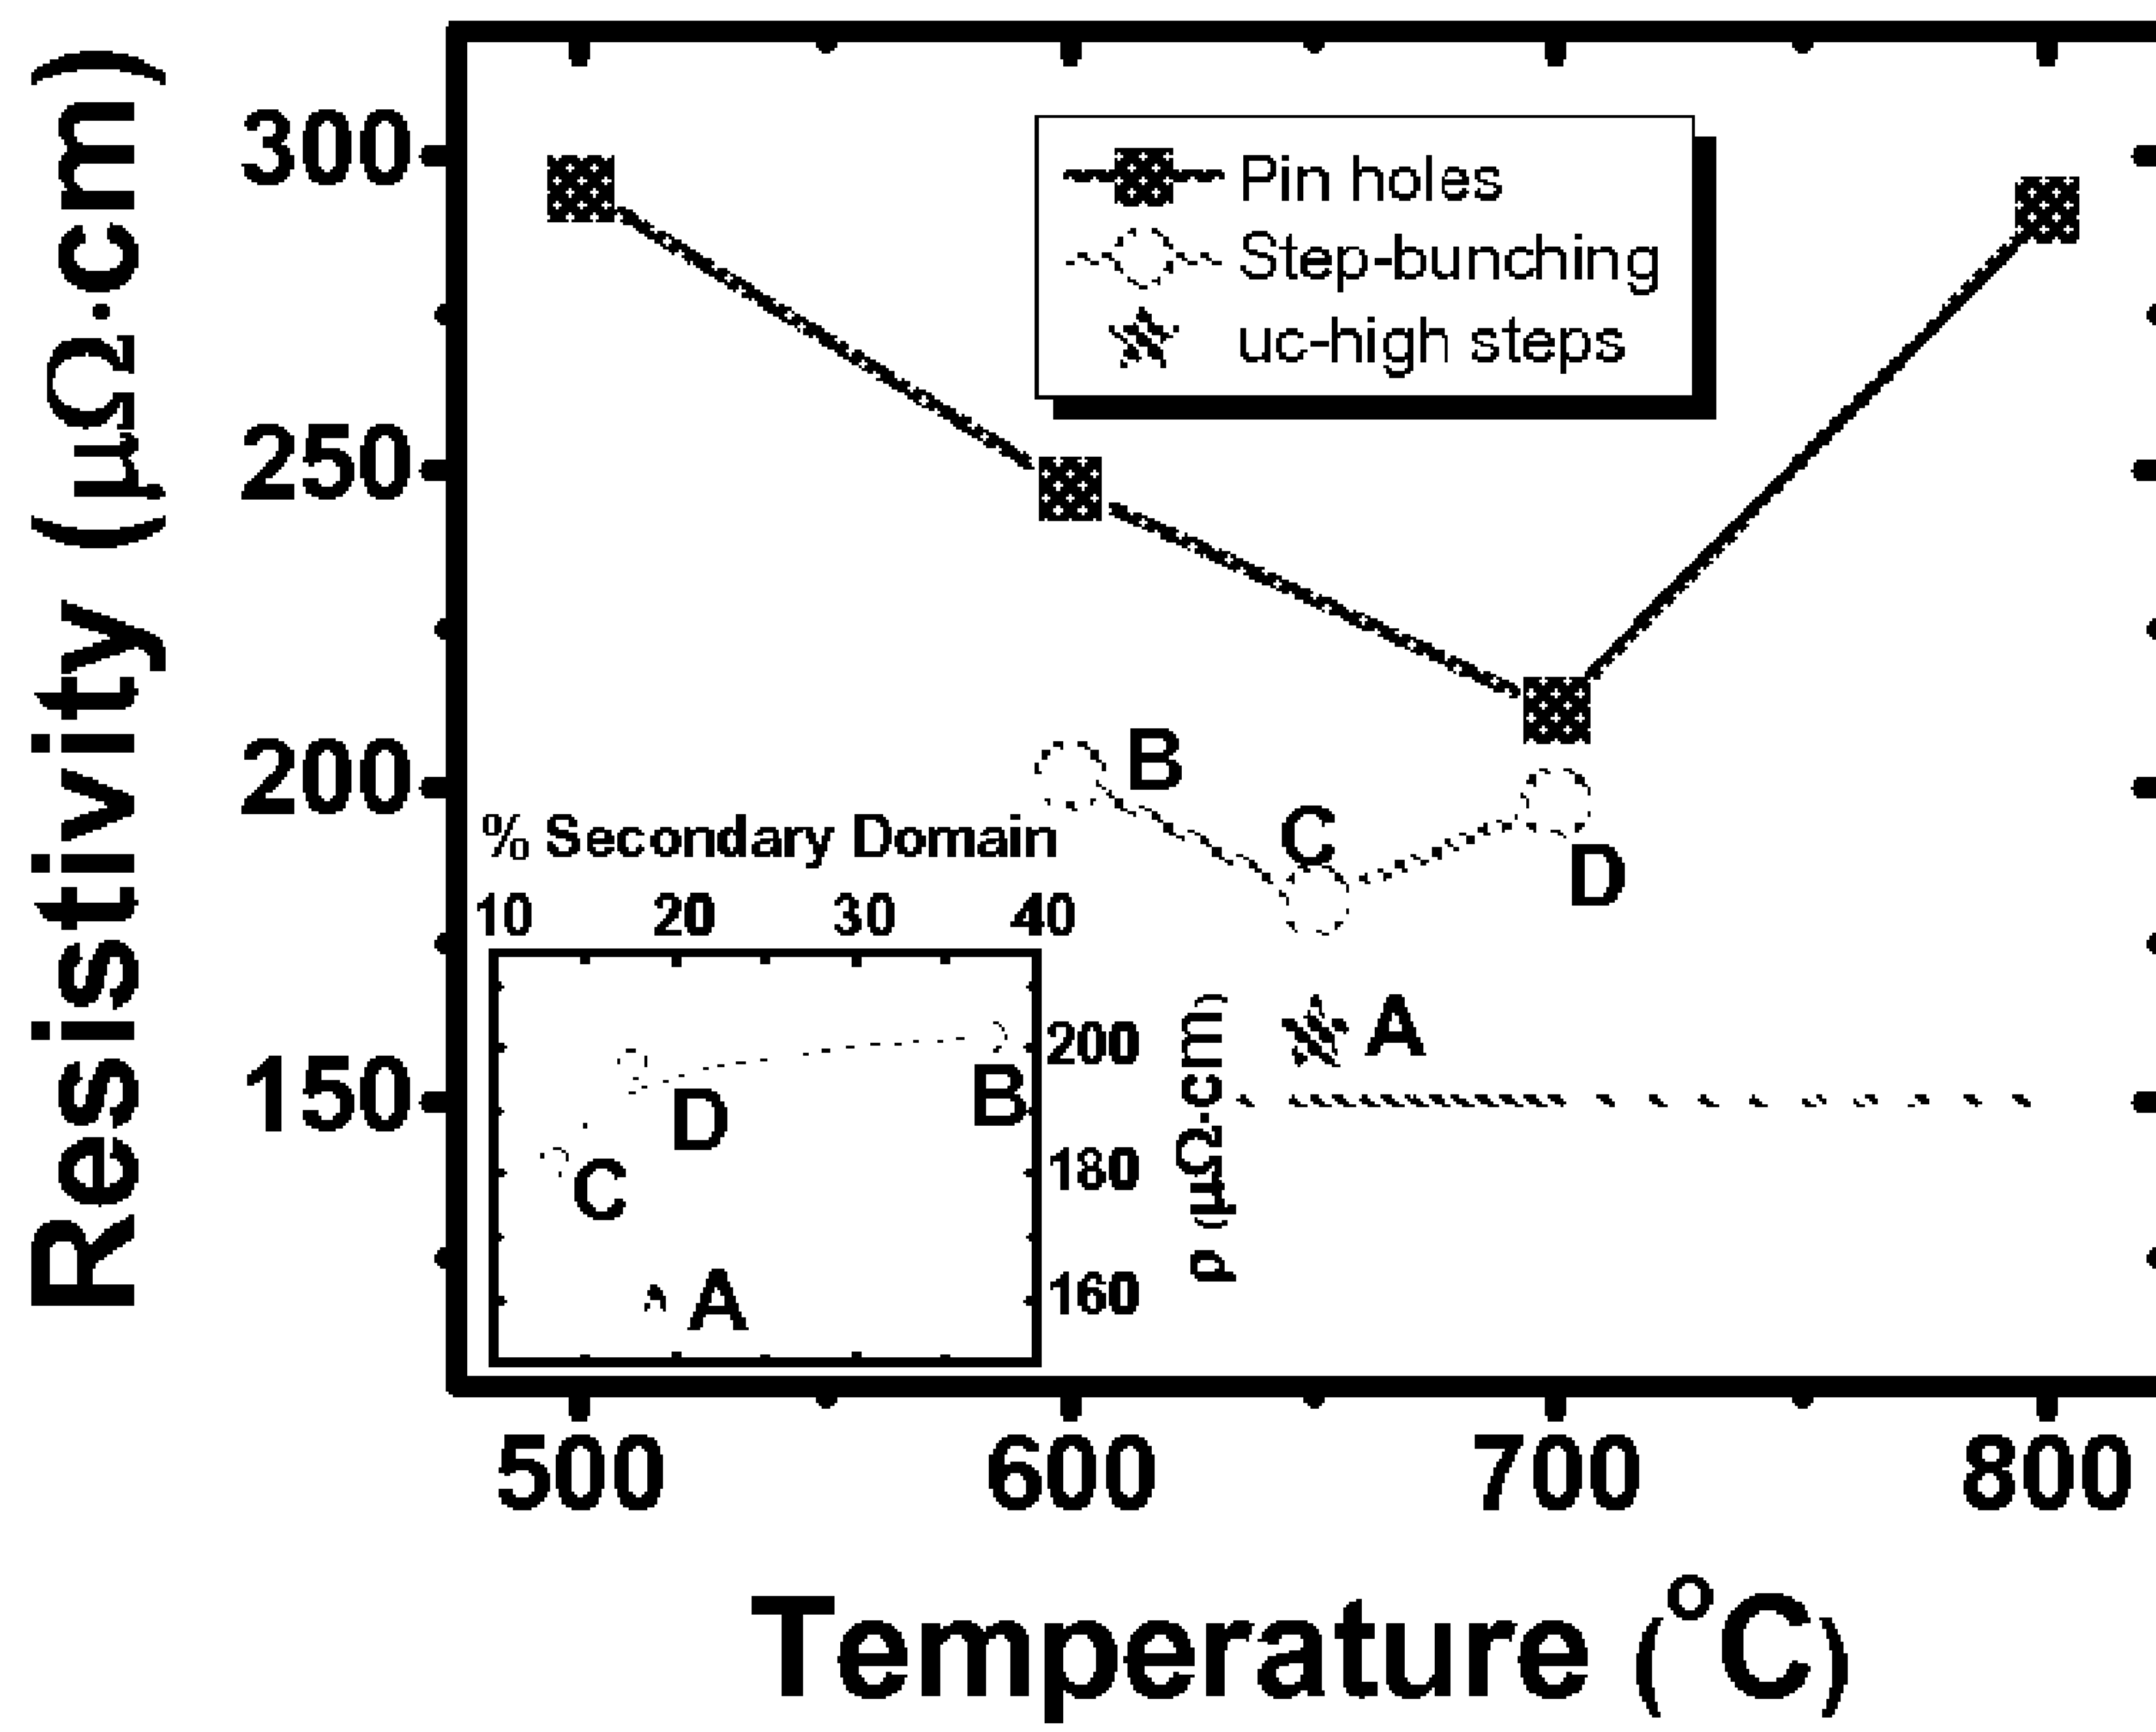 Resistivity (μΩ·cm)
300
250
200
150
Pin holes
Step-bunching
uc-high steps
B
C
D
A
% Secondary Domain
10 20 30 40
200
180
160
ρ (μΩ·cm)
D
B
C
A
500 600 700 800
Temperature (°C)